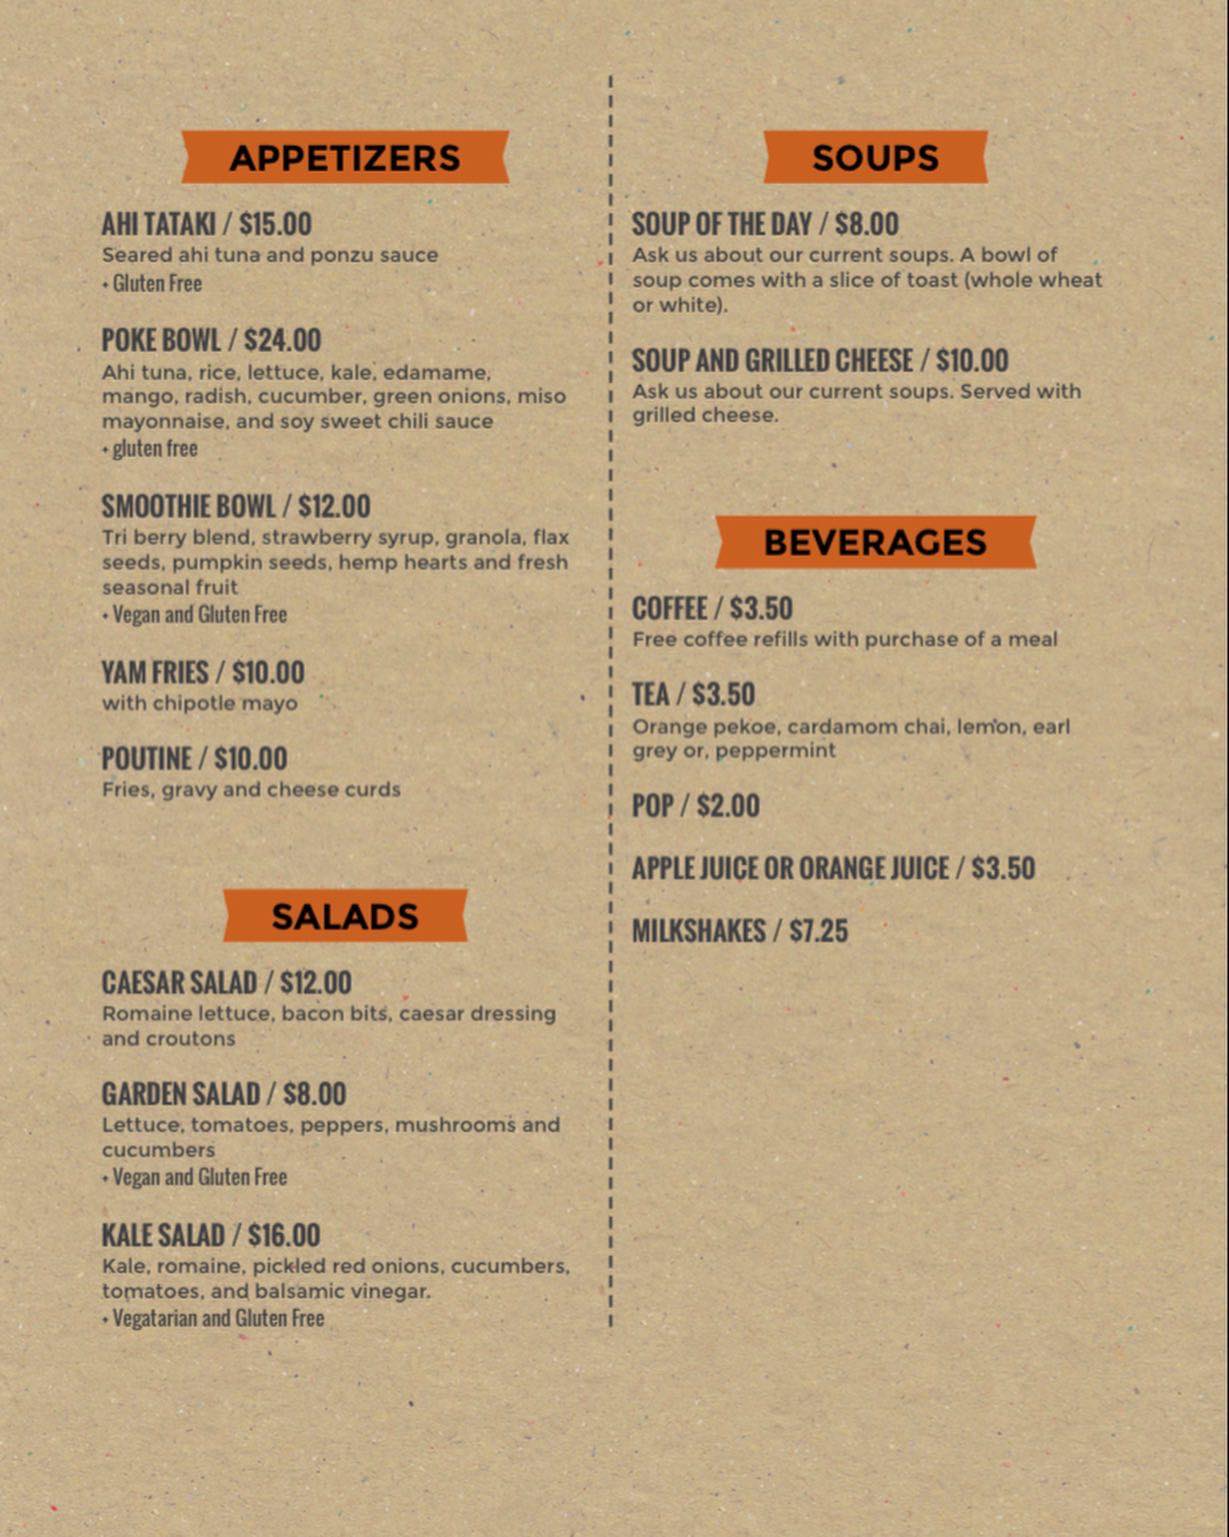 APPETIZERS
AHI TATAKI / $15.00
Seared ahi tuna and ponzu sauce
• Gluten Free
POKE BOWL / $24.00
Ahi tuna, rice, lettuce, kale, edamame,
mango, radish, cucumber, green onions, miso
mayonnaise, and soy sweet chili sauce
• gluten free
SMOOTHIE BOWL / $12.00
Tri berry blend, strawberry syrup, granola, flax
seeds, pumpkin seeds, hemp hearts and fresh
seasonal fruit
• Vegan and Gluten Free
YAM FRIES / $10.00
with chipotle mayo
POUTINE / $10.00
Fries, gravy and cheese curds
SALADS
CAESAR SALAD / $12.00
Romaine lettuce, bacon bits, caesar dressing
and croutons
GARDEN SALAD / $8.00
Lettuce, tomatoes, peppers, mushrooms and
cucumbers
• Vegan and Gluten Free
KALE SALAD / $16.00
Kale, romaine, pickled red onions, cucumbers,
tomatoes, and balsamic vinegar.
• Vegatarian and Gluten Free
SOUPS
SOUP OF THE DAY / $8.00
Ask us about our current soups. A bowl of
soup comes with a slice of toast (whole wheat
or white).
SOUP AND GRILLED CHEESE / $10.00
Ask us about our current soups. Served with
grilled cheese.
BEVERAGES
COFFEE / $3.50
Free coffee refills with purchase of a meal
TEA / $3.50
Orange pekoe, cardamom chai, lemon, earl
grey or, peppermint
POP / $2.00
APPLE JUICE OR ORANGE JUICE / $3.50
MILKSHAKES / $7.25